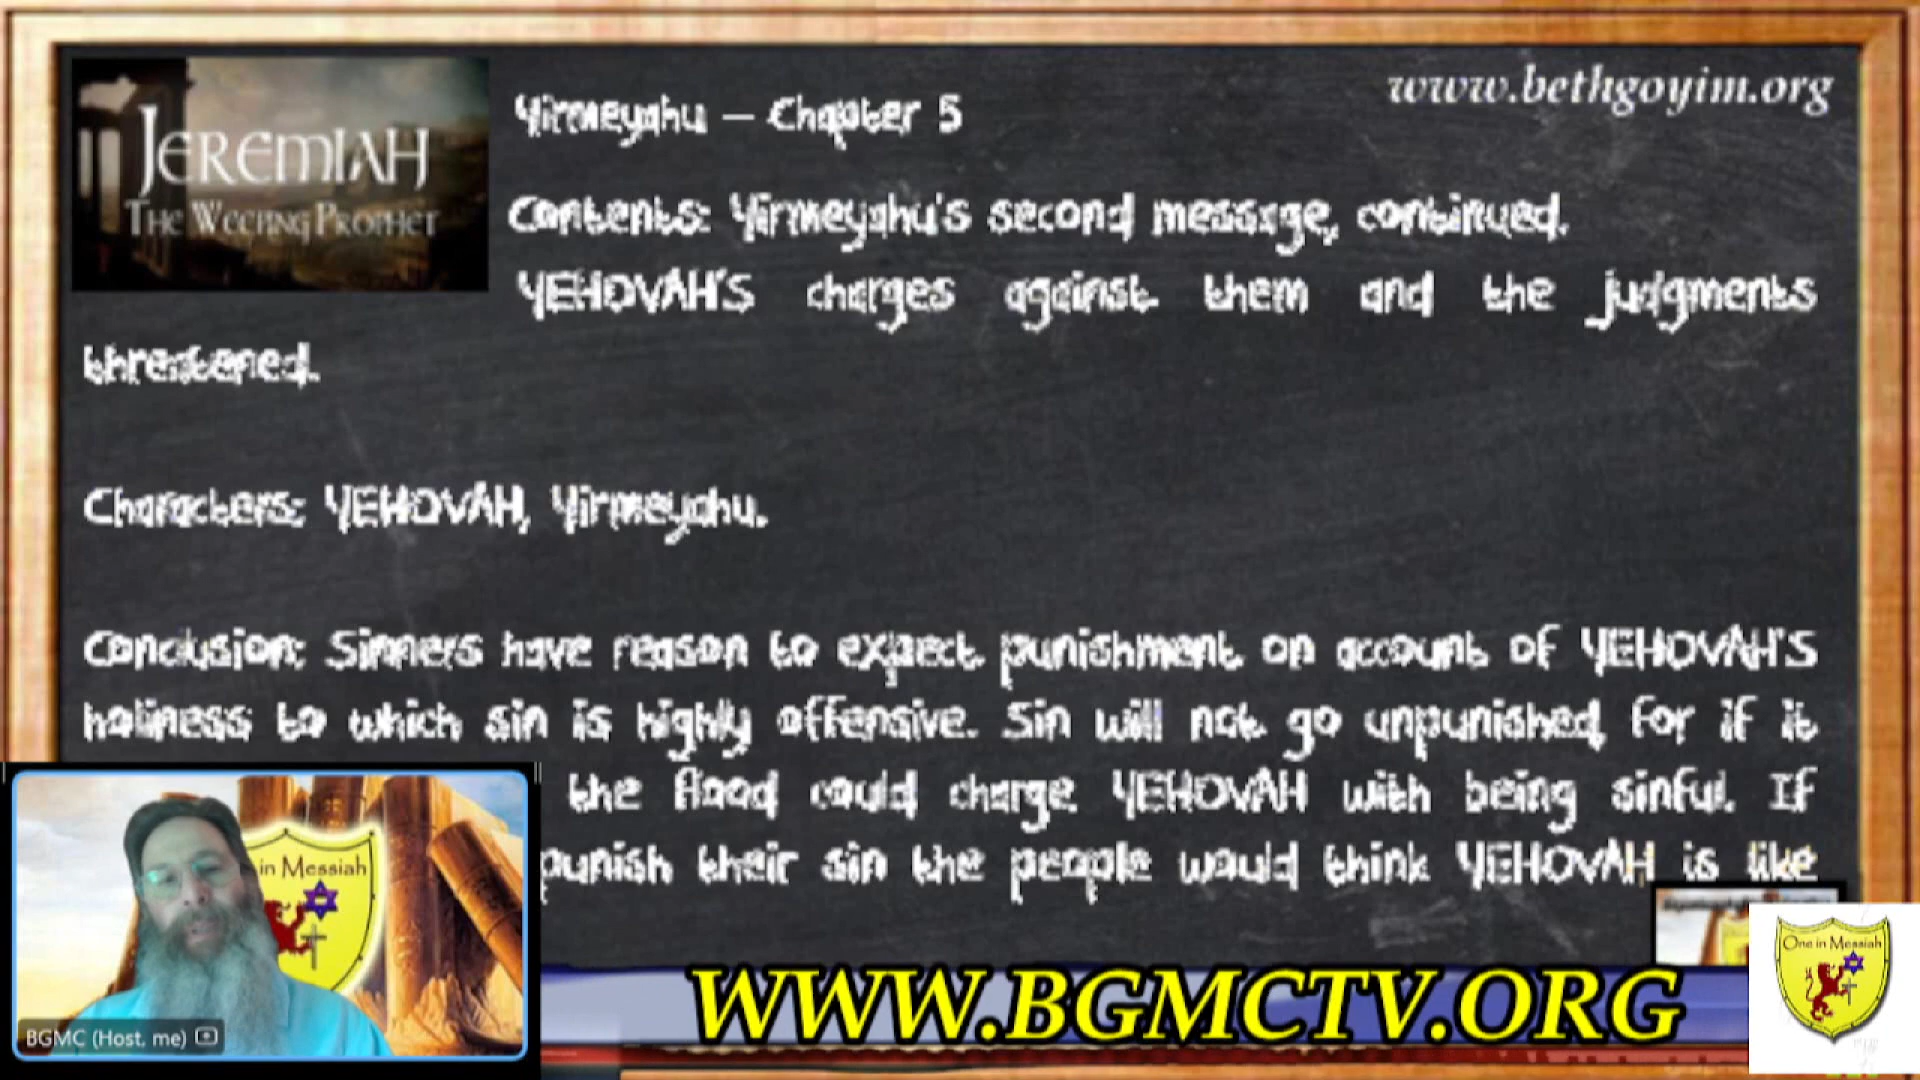 www.bethgoyim.org
JEREMIAH
THE WEEPING PROPHET
Yirmeyahu – Chapter 5
Contents: Yirmeyahu's second message, continued.
YEHOVAH'S charges against them and the judgments
threatened.
Characters: YEHOVAH, Yirmeyahu.
Conclusion: Sinners have reason to expect punishment on account of YEHOVAH'S
holiness to which sin is highly offensive. Sin will not go unpunished, for if it
the flood could charge YEHOVAH with being sinful. If
punish their sin the people would think YEHOVAH is like
in Messiah
BGMC (Host, me)
WWW.BGMCTV.ORG
One in Messiah